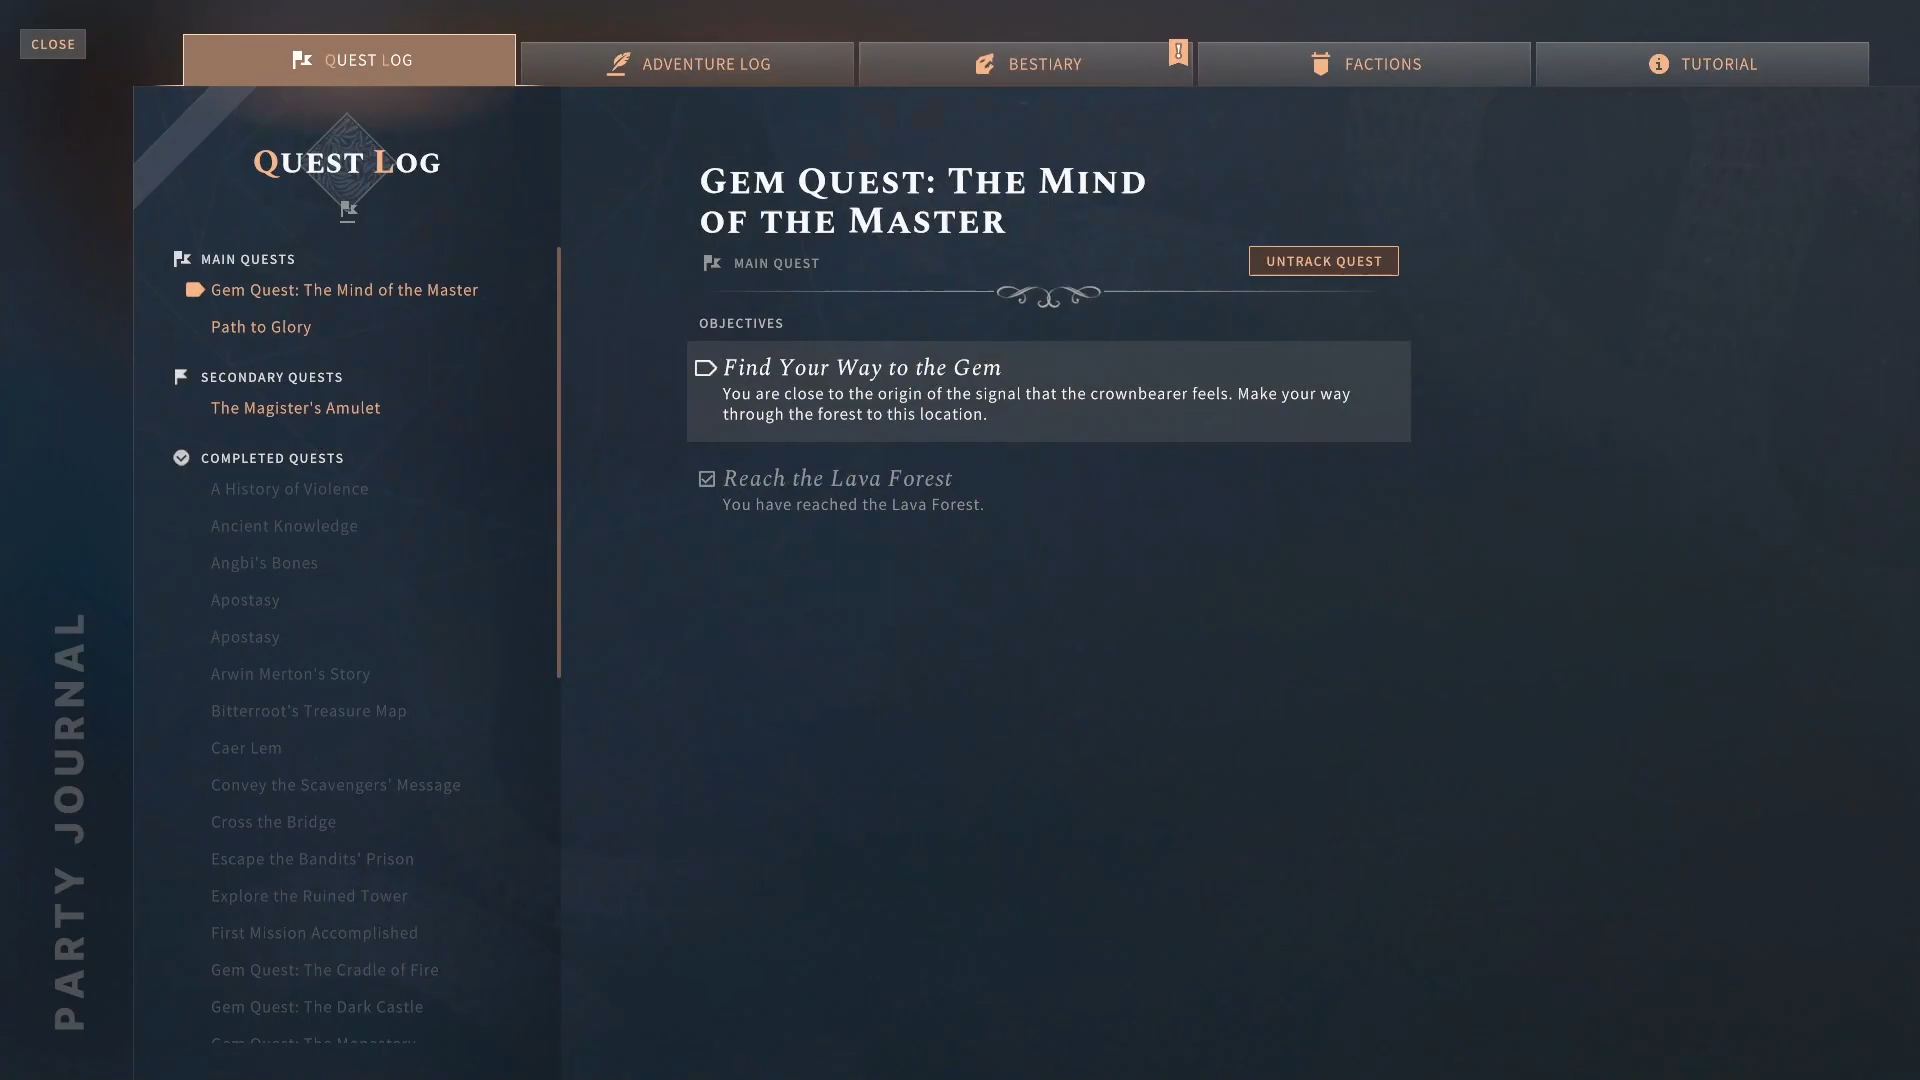 CLOSE
QUEST LOG
ADVENTURE LOG
BESTIARY
FACTIONS
TUTORIAL
QUEST LOG
MAIN QUESTS
Gem Quest: The Mind of the Master
Path to Glory
SECONDARY QUESTS
The Magister's Amulet
COMPLETED QUESTS
A History of Violence
Ancient Knowledge
Angbi's Bones
Apostasy
Apostasy
Arwin Merton's Story
Bitterroot's Treasure Map
Caer Lem
Convey the Scavengers' Message
Cross the Bridge
Escape the Bandits' Prison
Explore the Ruined Tower
First Mission Accomplished
Gem Quest: The Cradle of Fire
Gem Quest: The Dark Castle
Gem Quest: The Monastery
PARTY JOURNAL
GEM QUEST: THE MIND
OF THE MASTER
MAIN QUEST
UNTRACK QUEST
OBJECTIVES
Find Your Way to the Gem
You are close to the origin of the signal that the crownbearer feels. Make your way
through the forest to this location.
Reach the Lava Forest
You have reached the Lava Forest.